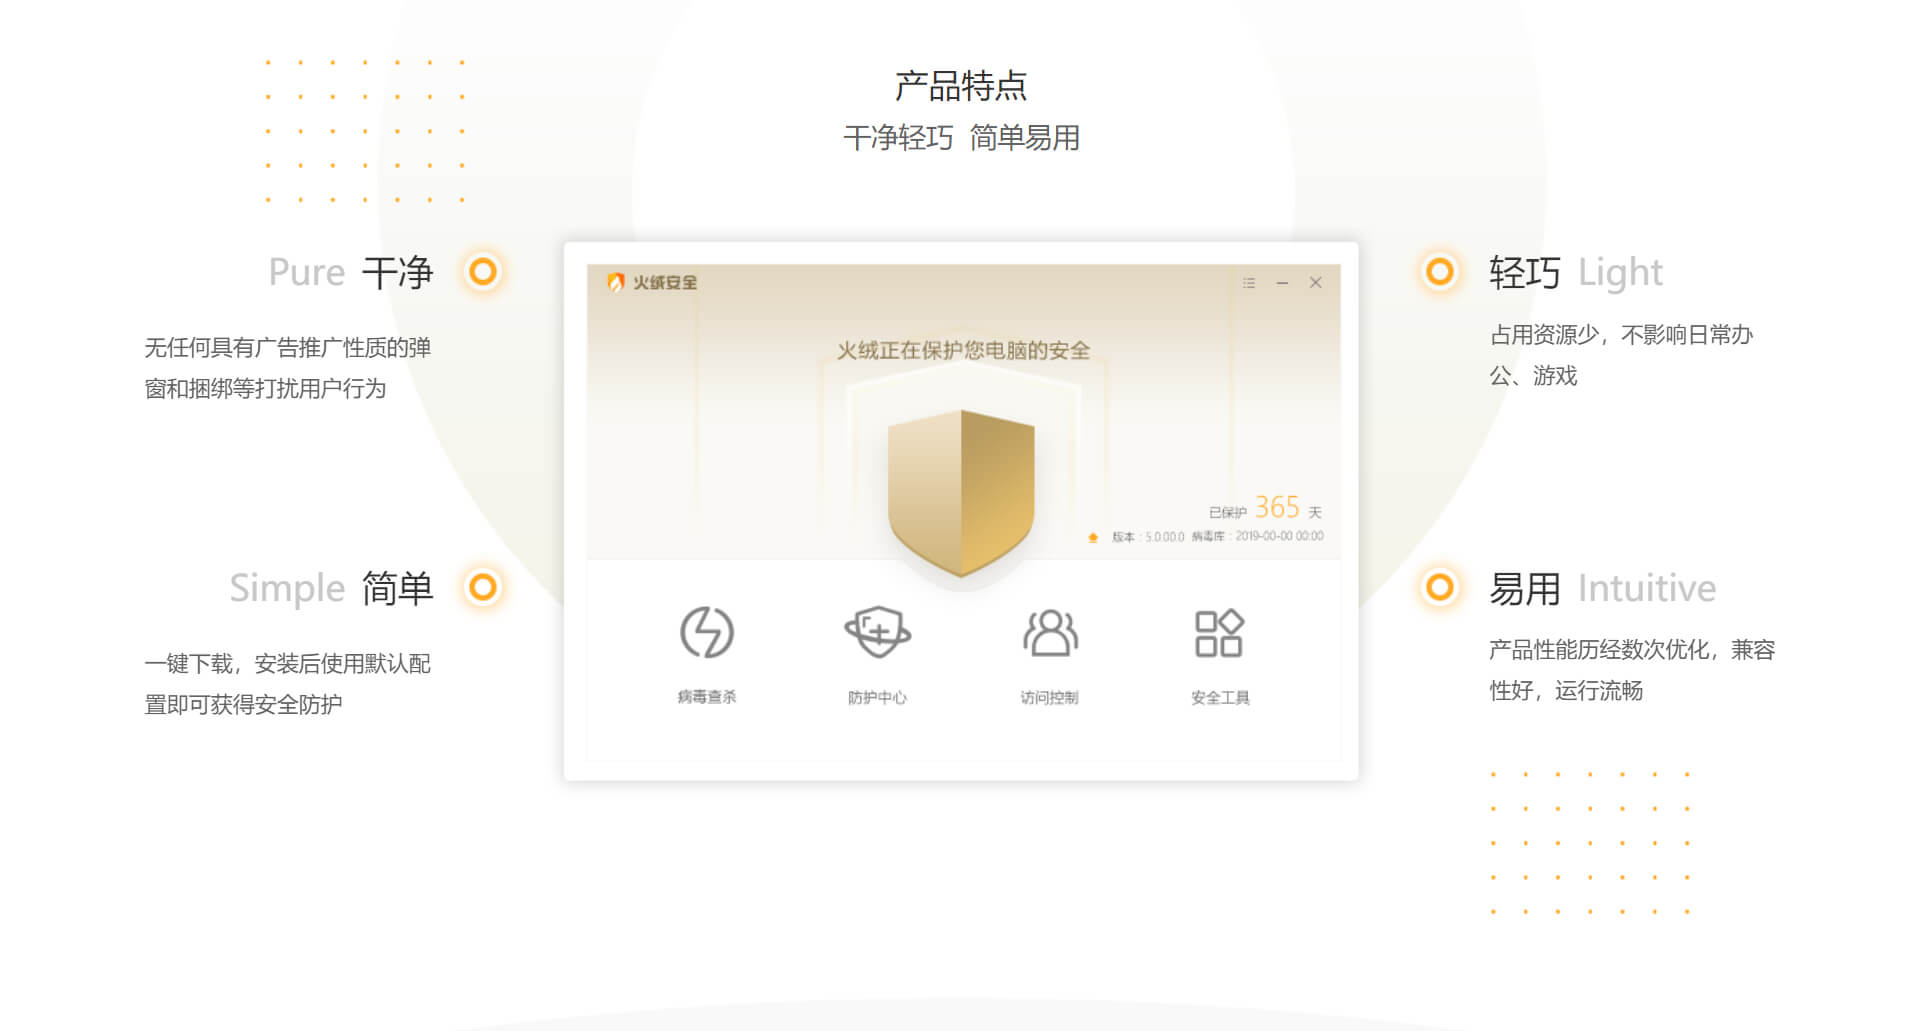 产品特点
干净轻巧 简单易用
Pure 干净
无任何具有广告推广性质的弹
窗和捆绑等打扰用户行为
Simple 简单
一键下载，安装后使用默认配
置即可获得安全防护
火绒安全
火绒正在保护您电脑的安全
已保护 365 天
版本：5.0.00.0 病毒库：2019-00-00 00:00
病毒查杀
防护中心
访问控制
安全工具
轻巧 Light
占用资源少，不影响日常办
公、游戏
易用 Intuitive
产品性能历经数次优化，兼容
性好，运行流畅